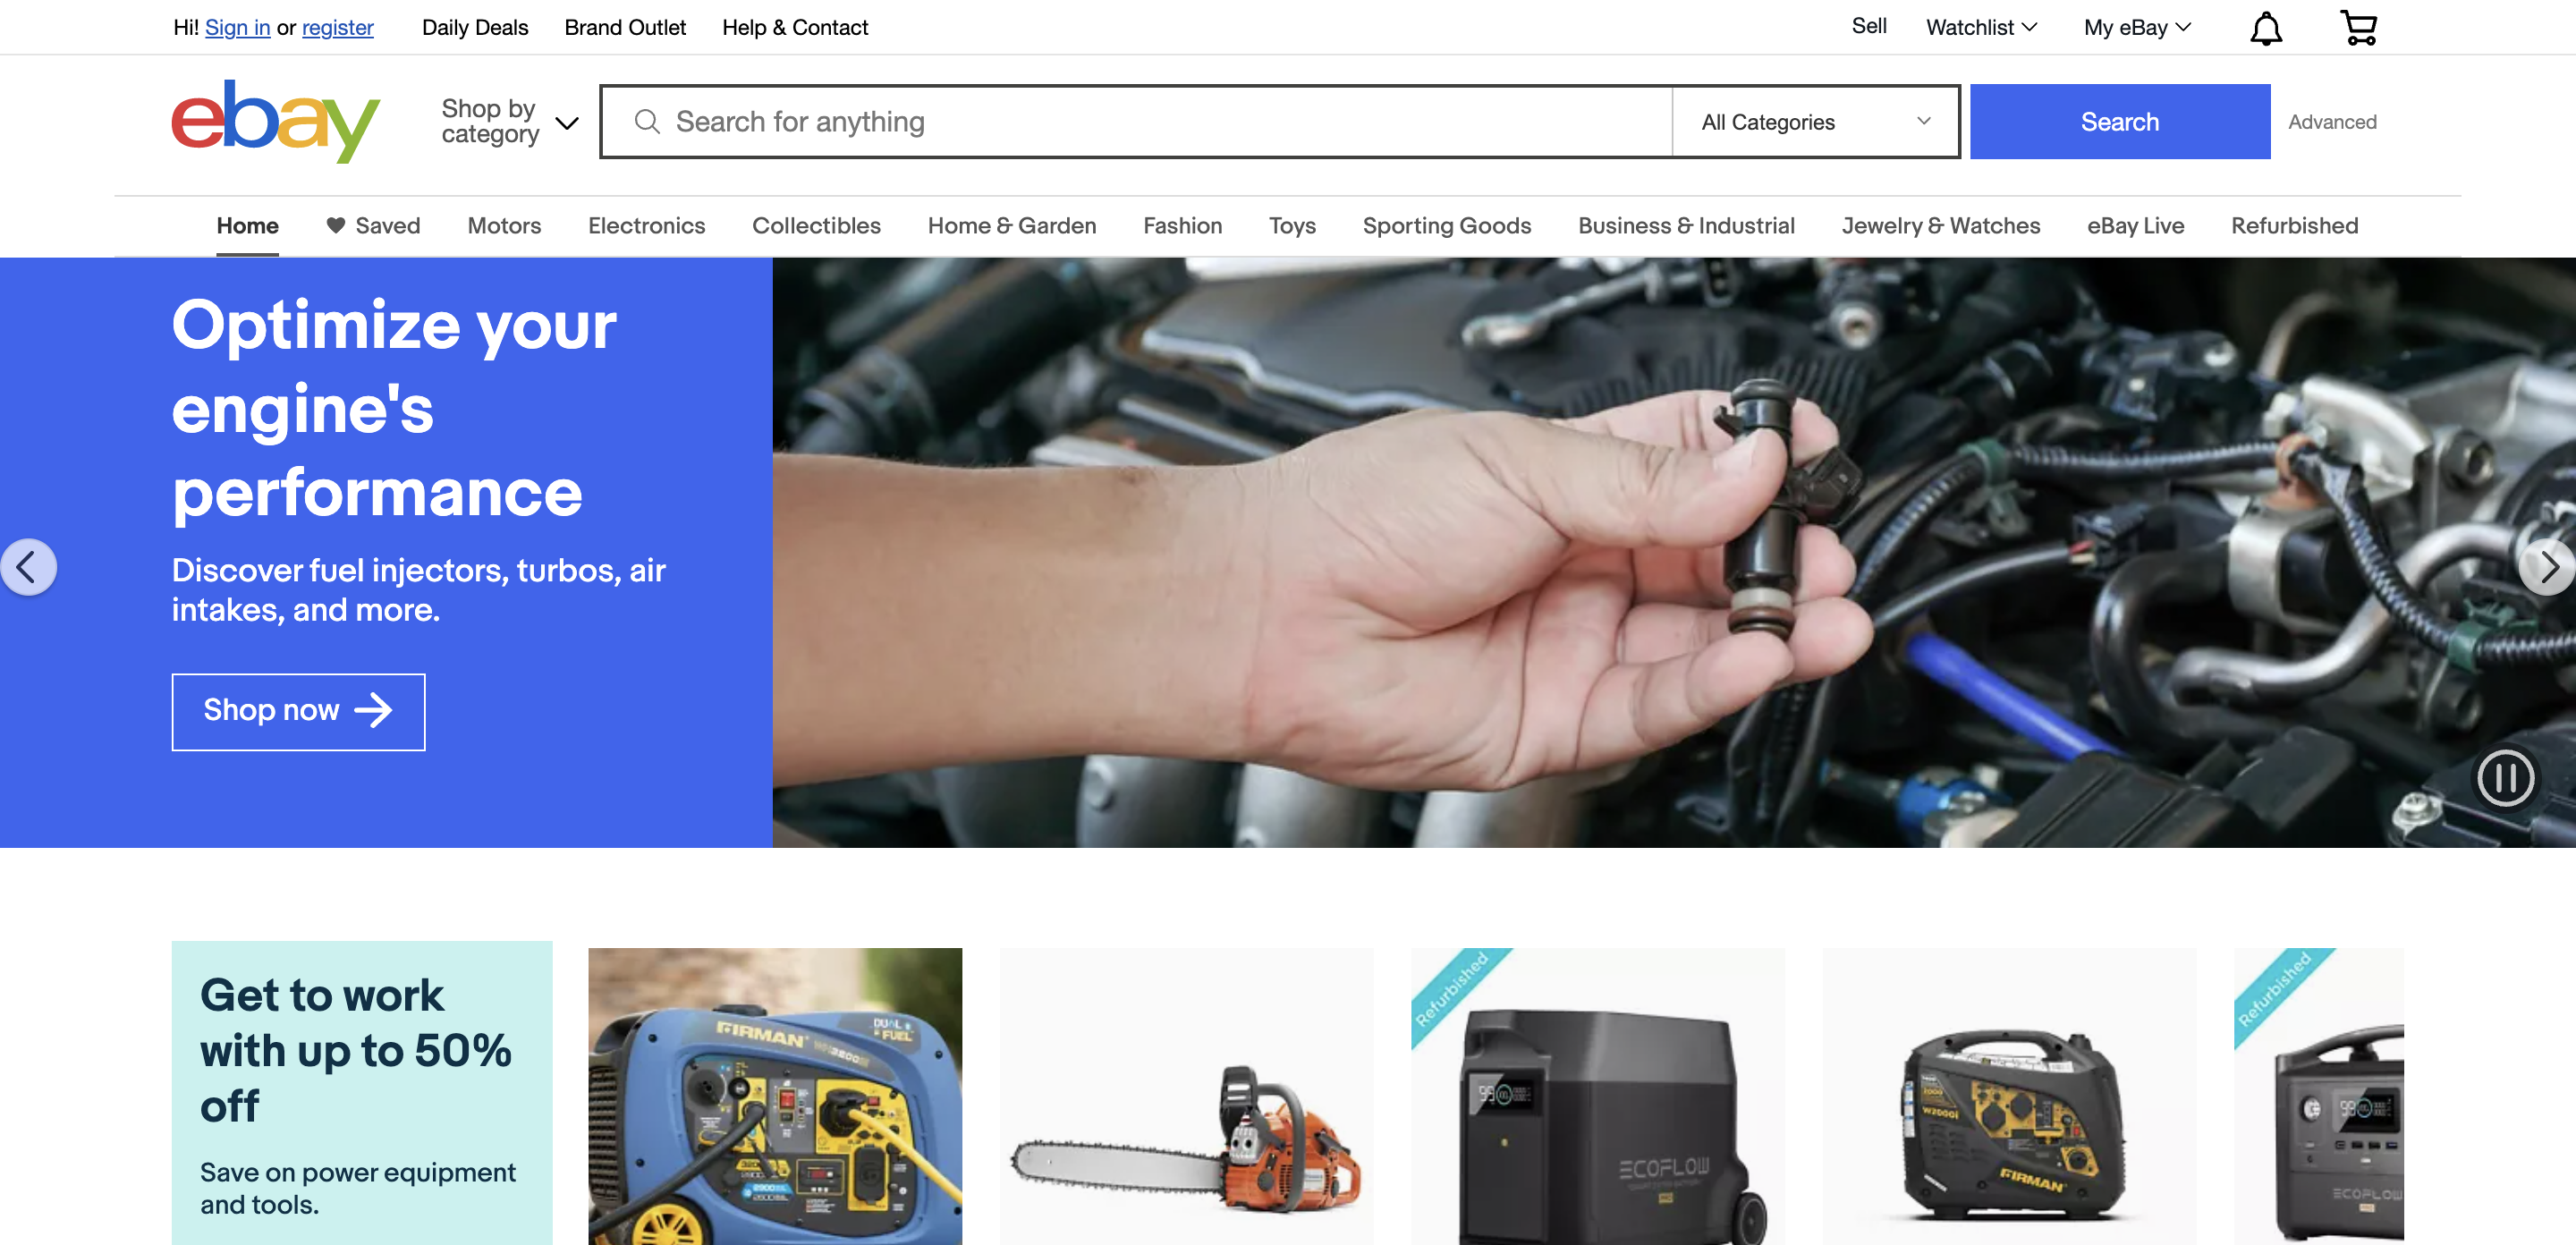 Hi! Sign in or register Daily Deals Brand Outlet Help & Contact Sell Watchlist My eBay
ebay
Shop by
category
Search for anything
All Categories
Search
Advanced
Home Saved Motors Electronics Collectibles Home & Garden Fashion Toys Sporting Goods Business & Industrial Jewelry & Watches eBay Live Refurbished
Optimize your
engine's
performance
Discover fuel injectors, turbos, air
intakes, and more.
Shop now
Get to work
with up to 50%
off
Save on power equipment
and tools.
FIRMAN
DUAL
FUEL
Refurbished
99
ECOFLOW
W2000i
FIRMAN
Refurbished
99
ECOFLOW